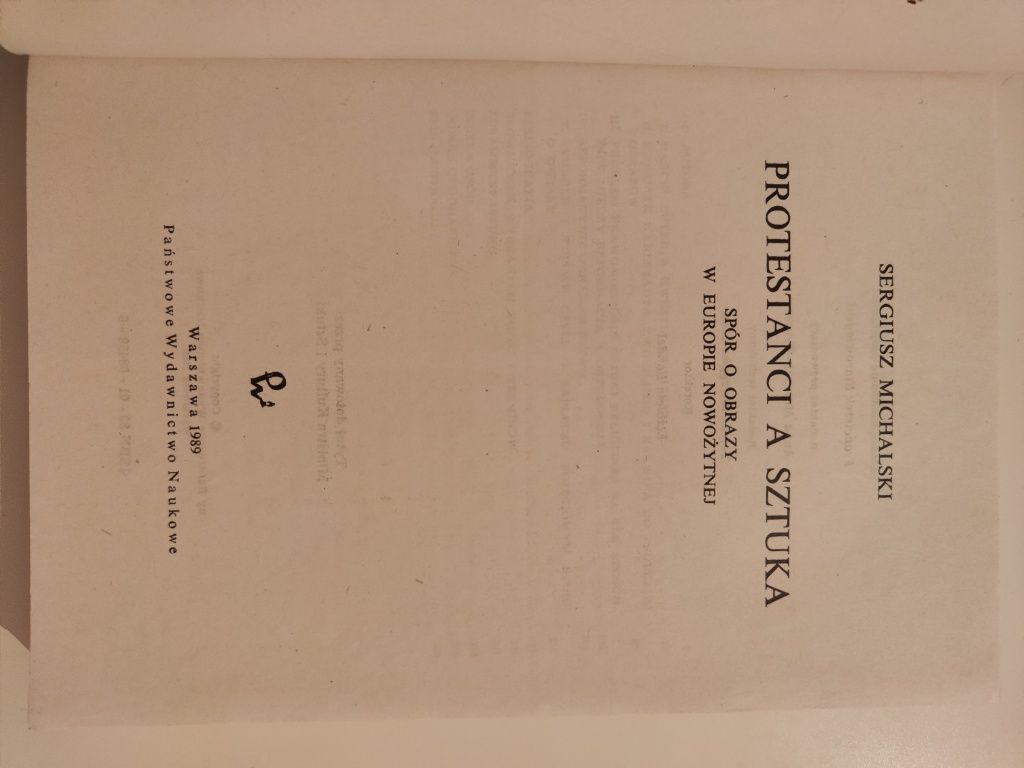 SERGIUSZ MICHALSKI
PROTESTANCI A SZTUKA
SPÓR O OBRAZY
W EUROPIE NOWOŻYTNEJ
Warszawa 1989
Państwowe Wydawnictwo Naukowe